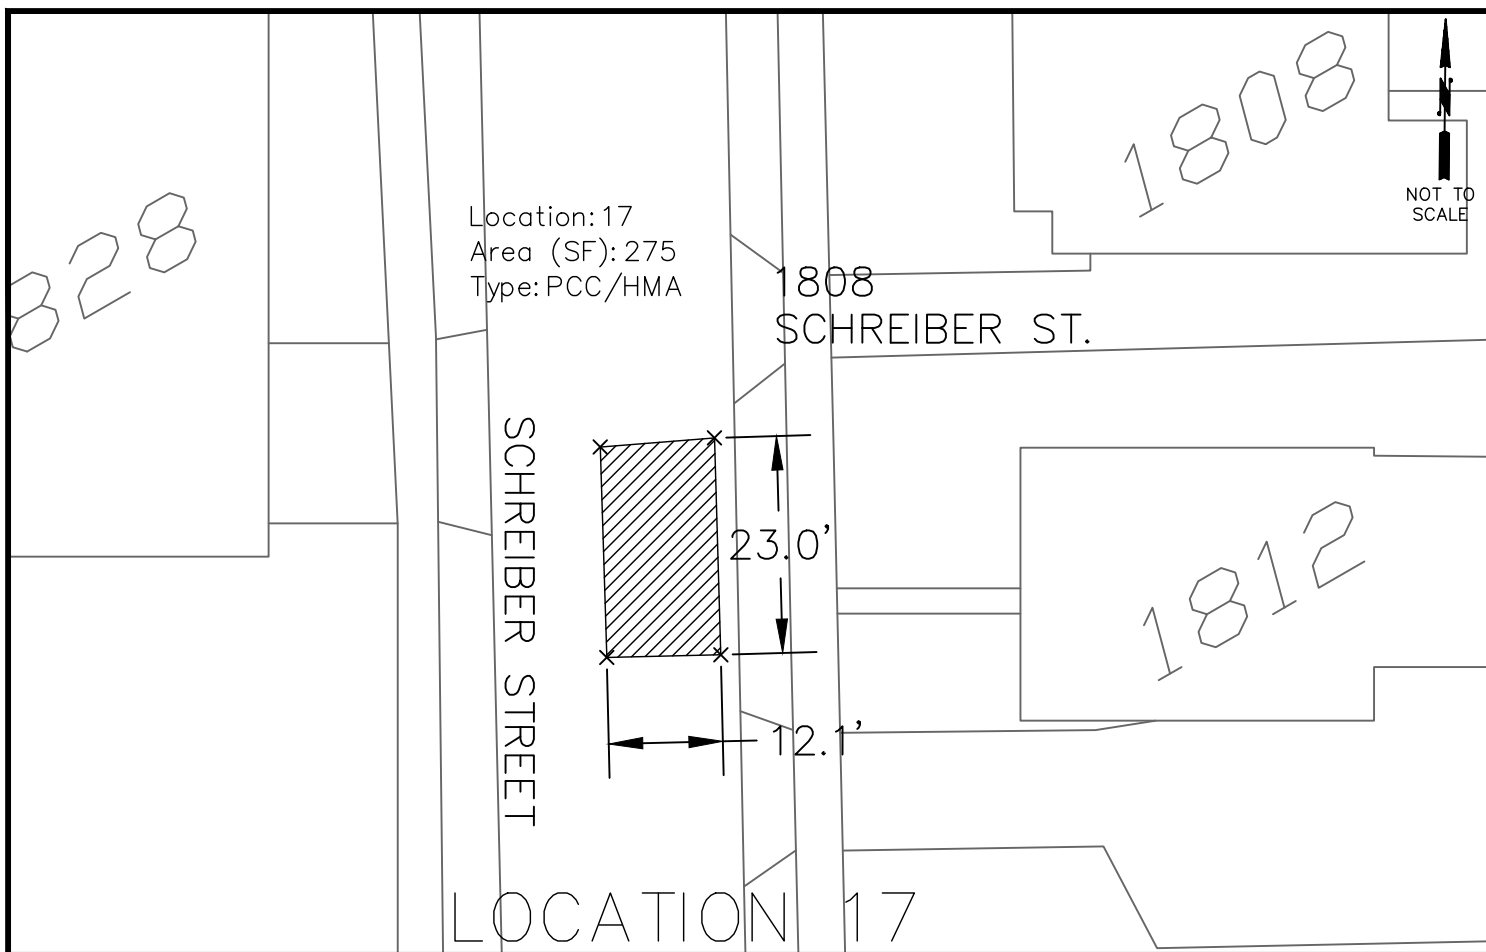 1808
N
NOT TO
SCALE
828
Location: 17
Area (SF): 275
Type: PCC/HMA
1808
SCHREIBER ST.
SCHREIBER STREET
23.0'
1812
12.1'
LOCATION 17